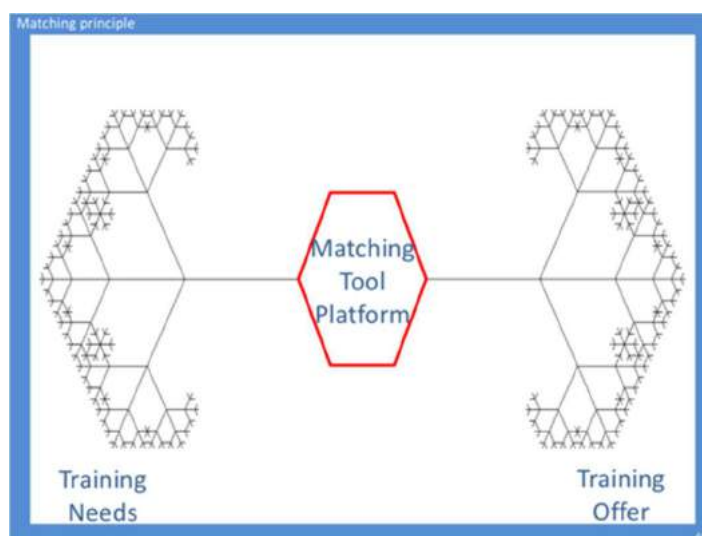 Matching principle
Matching
Tool
Platform
Training
Needs
Training
Offer